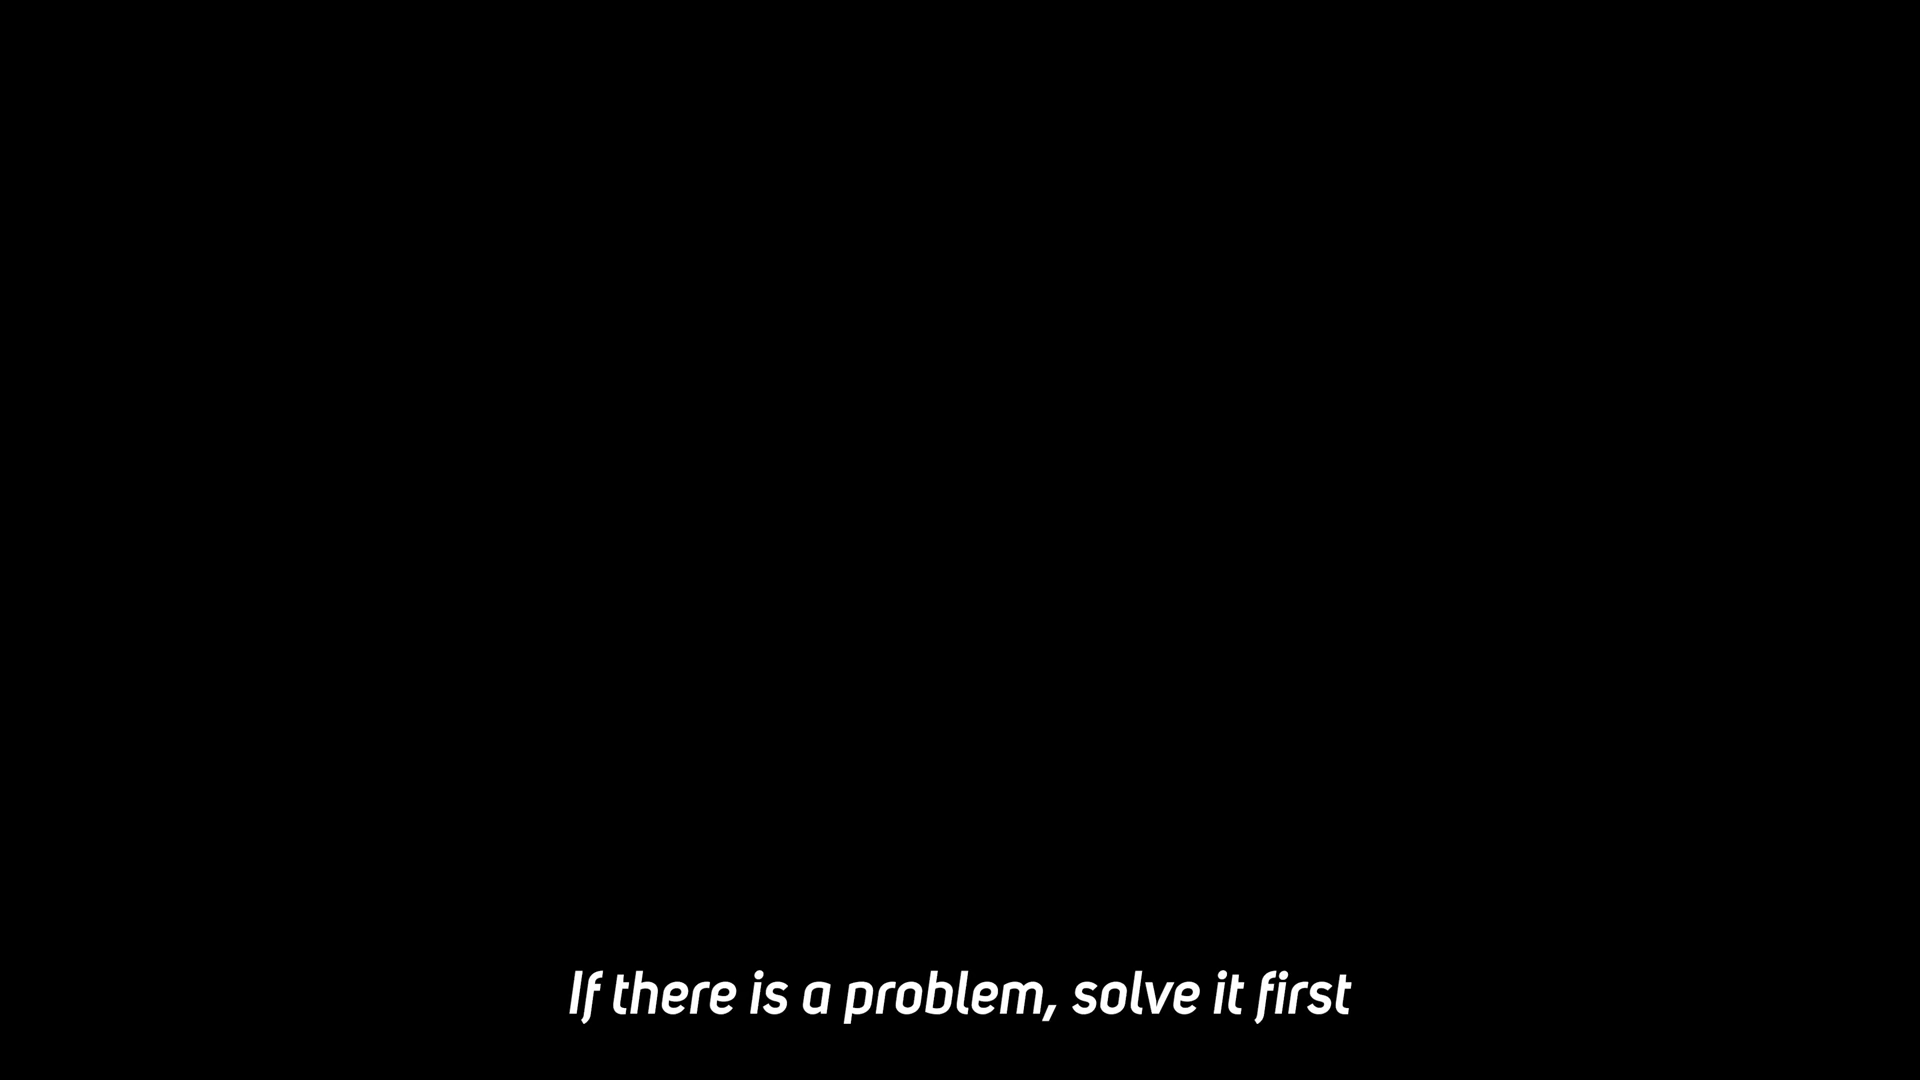 If there is a problem, solve it first